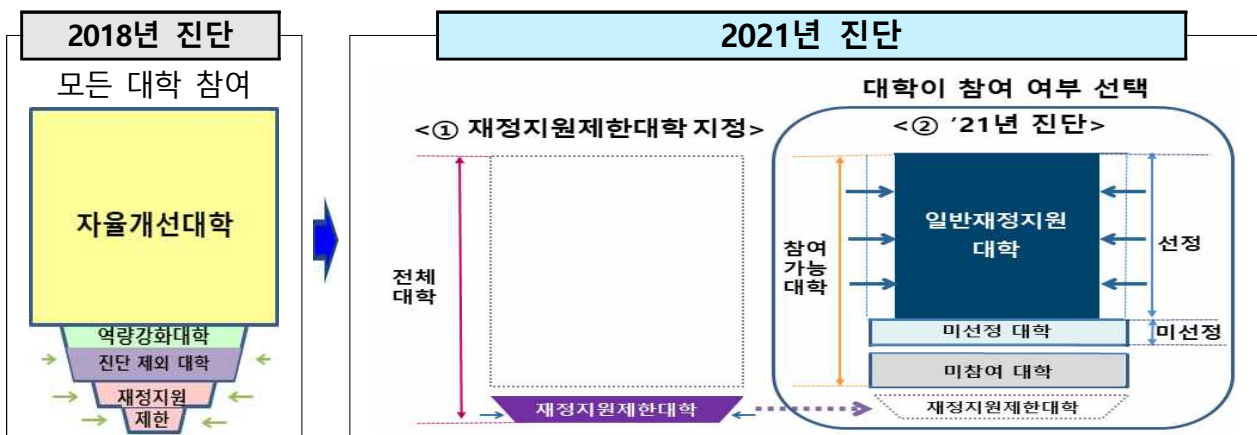 2018년 진단
모든 대학 참여
자율개선대학
역량강화대학
진단 제외 대학
재정지원
제한
2021년 진단
<① 재정지원제한대학 지정>
전체
대학
재정지원제한대학
대학이 참여 여부 선택
<② '21년 진단>
참여
가능
대학
일반재정지원
대학
선정
미선정 대학
미선정
미참여 대학
재정지원제한대학